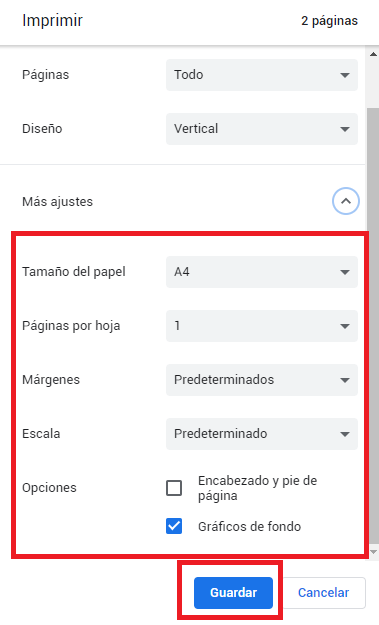 Imprimir 2 páginas
Páginas Todo
Diseño Vertical
Más ajustes
Tamaño del papel A4
Páginas por hoja 1
Márgenes Predeterminados
Escala Predeterminado
Opciones Encabezado y pie de
página
Gráficos de fondo
Guardar Cancelar